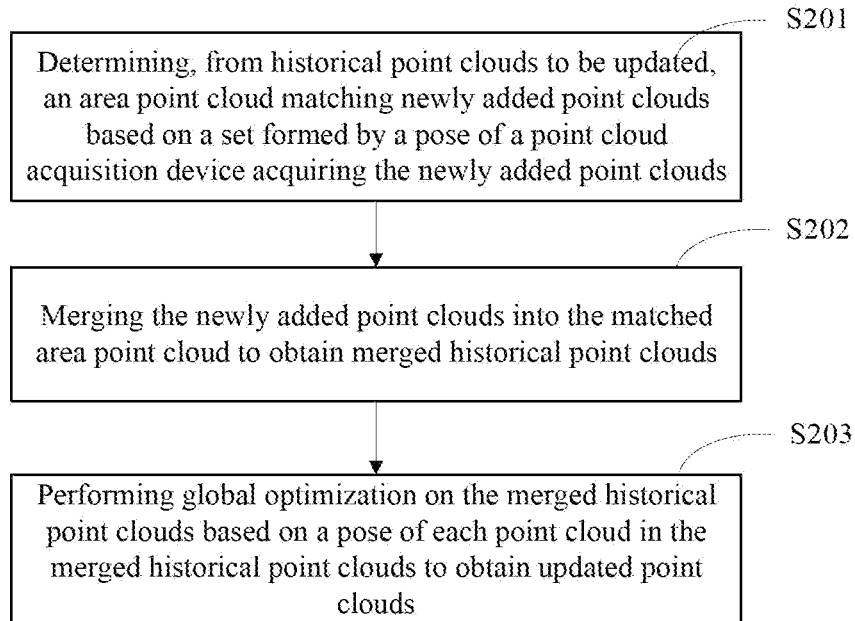 S201
Determining, from historical point clouds to be updated,
an area point cloud matching newly added point clouds
based on a set formed by a pose of a point cloud
acquisition device acquiring the newly added point clouds
S202
Merging the newly added point clouds into the matched
area point cloud to obtain merged historical point clouds
S203
Performing global optimization on the merged historical
point clouds based on a pose of each point cloud in the
merged historical point clouds to obtain updated point
clouds